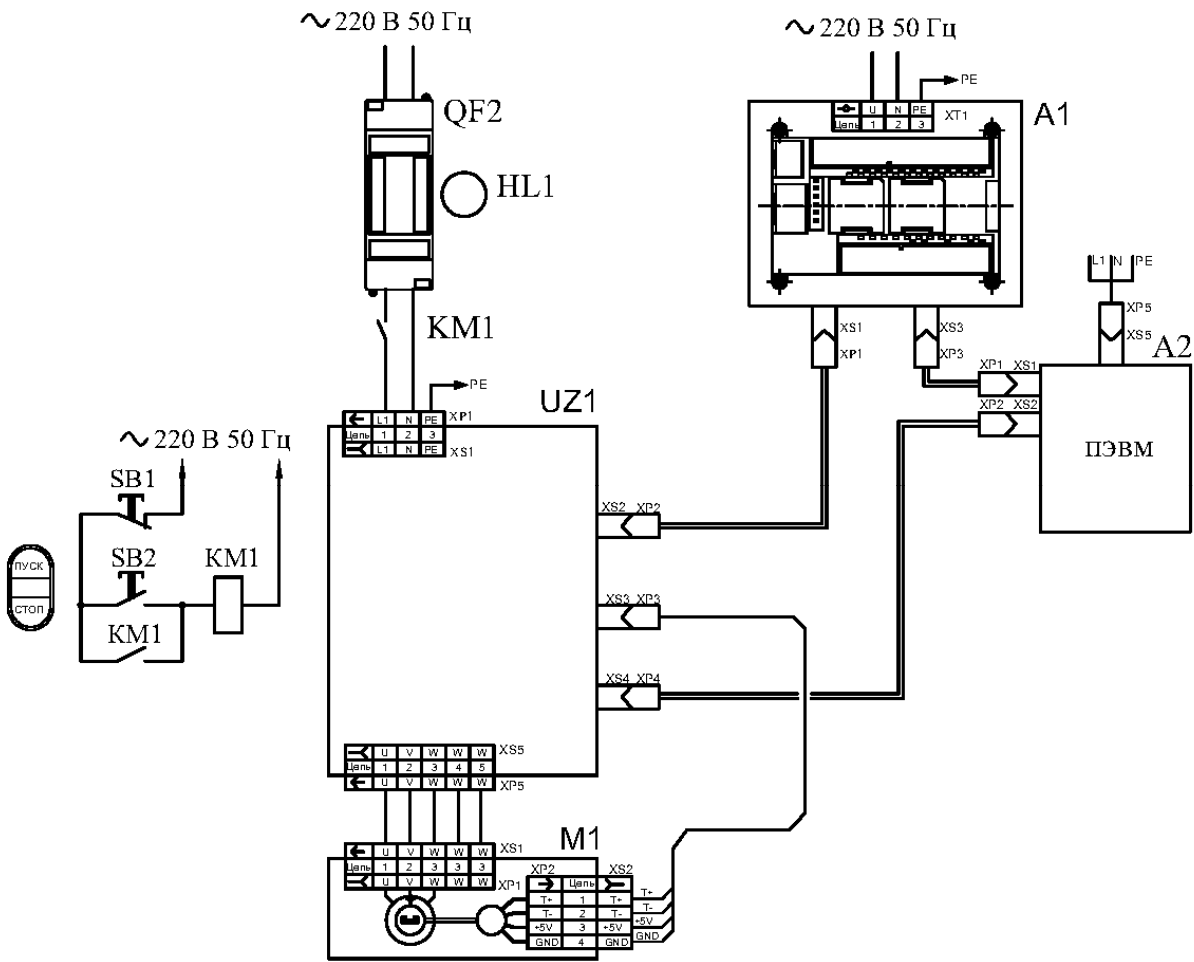 ~ 220 В 50 Гц
~ 220 В 50 Гц
PE
QF2
U N PE
XT1
Цепь 1 2 3
A1
HL1
L1 N PE
XP5
XS5
KM1
XS1
XP1
XS3
XP3
A2
XP1 XS1
XP2 XS2
ПЭВМ
PE
UZ1
L1 N PE
XP1
Цепь 1 2 3
L1 N PE
XS1
~ 220 В 50 Гц
SB1
SB2
KM1
ПУСК
СТОП
KM1
XS2 XP2
XS3 XP3
XS4 XP4
U V W W W
XS5
Цепь 1 2 3 4 5
U V W W W
XP5
M1
U V W W W
XS1
Цепь 1 2 3 3 3
U V W W W
XP1
XP2 XS2
Цепь
T+ 1 T+ T+
T- 2 T- T-
+5V 3 +5V +5V
GND 4 GND GND